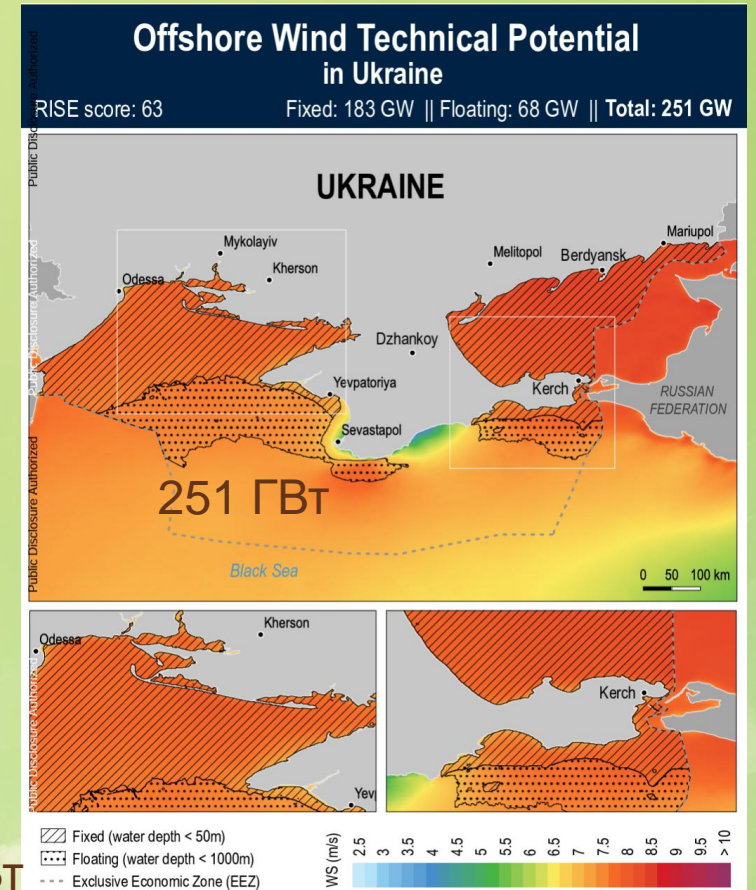 Offshore Wind Technical Potential
in Ukraine
RISE score: 63
Fixed: 183 GW || Floating: 68 GW || Total: 251 GW
Public Disclosure Authorized
Public Disclosure Authorized
Public Disclosure Authorized
Public Disclosure Authorized
UKRAINE
Mykolayiv
Mariupol
Melitopol
Berdyansk
Kherson
Odessa
Dzhankoy
Yevpatoriya
Kerch
RUSSIAN
FEDERATION
Sevastapol
251 ГВт
Black Sea
0 50 100 km
Kherson
Odessa
Kerch
Yev
Fixed (water depth < 50m)
Floating (water depth < 1000m)
Exclusive Economic Zone (EEZ)
WS (m/s)
2.5
3
3.5
4
4.5
5
5.5
6
6.5
7
7.5
8
8.5
9
9.5
> 10